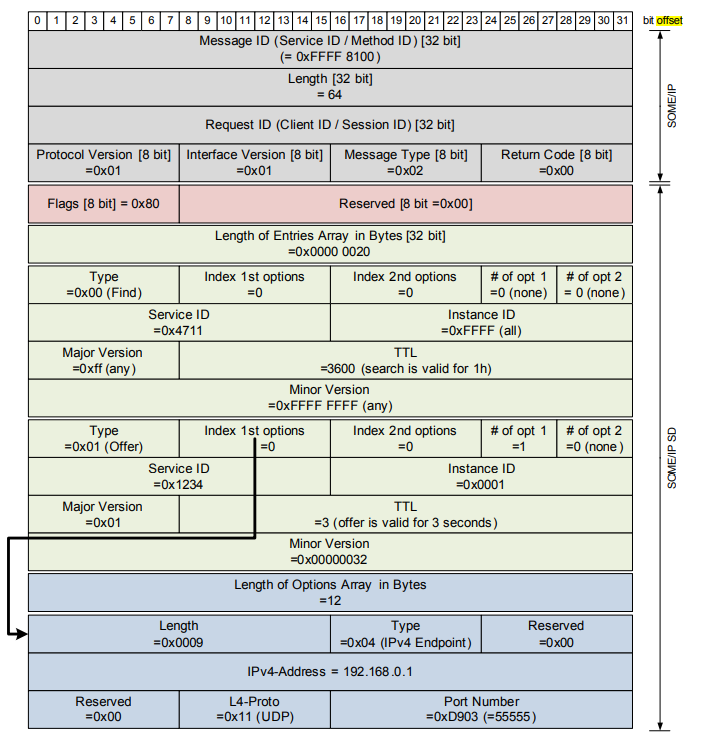 0 1 2 3 4 5 6 7 8 9 10 11 12 13 14 15 16 17 18 19 20 21 22 23 24 25 26 27 28 29 30 31 bit offset
Message ID (Service ID / Method ID) [32 bit]
(= 0xFFFF 8100)
Length [32 bit]
= 64
Request ID (Client ID / Session ID) [32 bit]
Protocol Version [8 bit] Interface Version [8 bit] Message Type [8 bit] Return Code [8 bit]
=0x01 =0x01 =0x02 =0x00
SOME/IP
Flags [8 bit] = 0x80 Reserved [8 bit =0x00]
Length of Entries Array in Bytes [32 bit]
=0x0000 0020
Type Index 1st options Index 2nd options # of opt 1 # of opt 2
=0x00 (Find) =0 =0 =0 (none) = 0 (none)
Service ID Instance ID
=0x4711 =0xFFFF (all)
Major Version TTL
=0xff (any) =3600 (search is valid for 1h)
Minor Version
=0xFFFF FFFF (any)
Type Index 1st options Index 2nd options # of opt 1 # of opt 2
=0x01 (Offer) =0 =0 =1 =0 (none)
Service ID Instance ID
=0x1234 =0x0001
Major Version TTL
=0x01 =3 (offer is valid for 3 seconds)
Minor Version
=0x00000032
Length of Options Array in Bytes
=12
Length Type Reserved
=0x0009 =0x04 (IPv4 Endpoint) =0x00
IPv4-Address = 192.168.0.1
Reserved L4-Proto Port Number
=0x00 =0x11 (UDP) =0xD903 (=55555)
SOME/IP SD